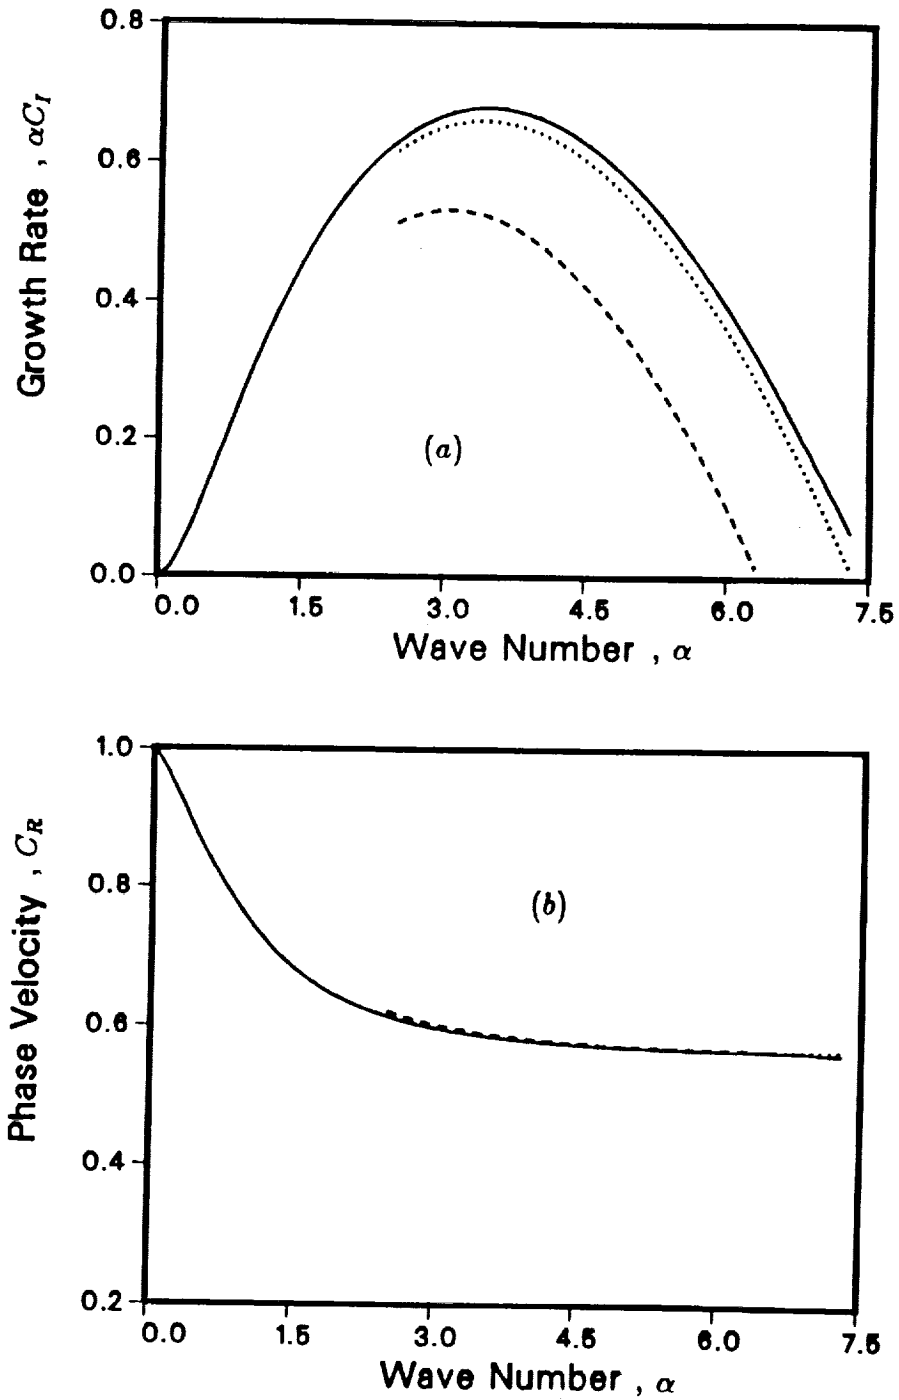 0.8
0.6
0.4
0.2
0.0
Growth Rate , αC_I
(a)
0.0 1.5 3.0 4.5 6.0 7.5
Wave Number , α
1.0
0.8
0.6
0.4
0.2
Phase Velocity , C_R
(b)
0.0 1.5 3.0 4.5 6.0 7.5
Wave Number , α